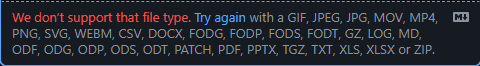 We don't support that file type. Try again with a GIF, JPEG, JPG, MOV, MP4,
PNG, SVG, WEBM, CSV, DOCX, FODG, FODP, FODS, FODT, GZ, LOG, MD,
ODF, ODG, ODP, ODS, ODT, PATCH, PDF, PPTX, TGZ, TXT, XLS, XLSX or ZIP.